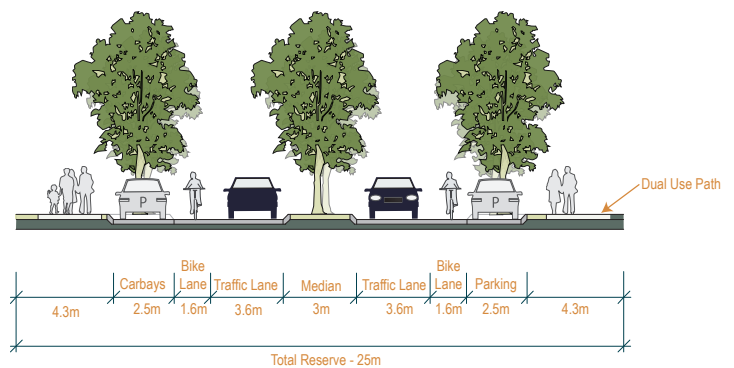 P
P
Dual Use Path
Bike
Lane
Carbays
Traffic Lane
Median
Traffic Lane
Bike
Lane
Parking
4.3m
2.5m
1.6m
3.6m
3m
3.6m
1.6m
2.5m
4.3m
Total Reserve - 25m